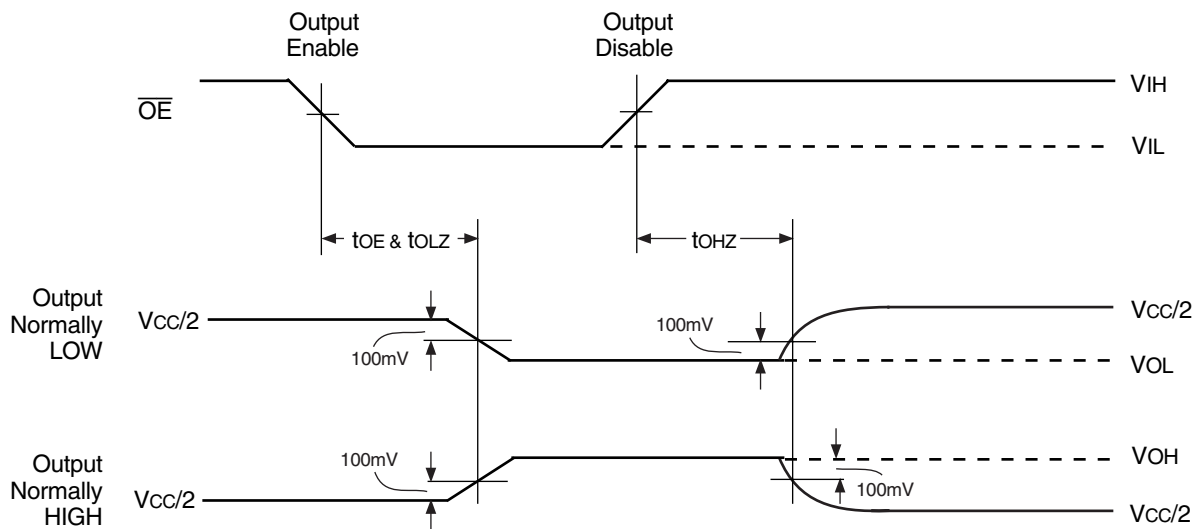 Output
Enable
Output
Disable
OE
VIH
VIL
tOE & tOLZ
tOHZ
Output
Normally
LOW
VCC/2
100mV
100mV
VCC/2
VOL
Output
Normally
HIGH
100mV
VCC/2
VOH
100mV
VCC/2